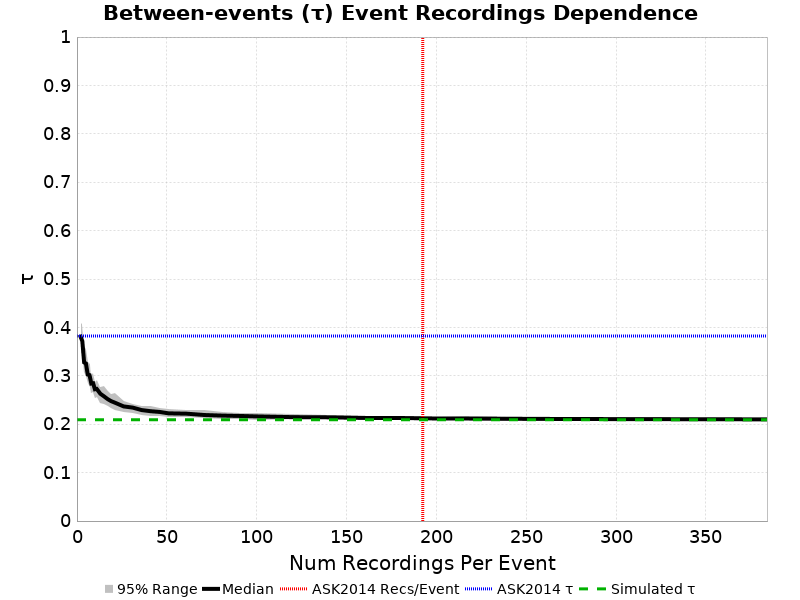 Between-events (τ) Event Recordings Dependence
1
0.9
0.8
0.7
0.6
0.5
0.4
0.3
0.2
0.1
0
τ
0 50 100 150 200 250 300 350
Num Recordings Per Event
95% Range Median ASK2014 Recs/Event ASK2014 τ Simulated τ